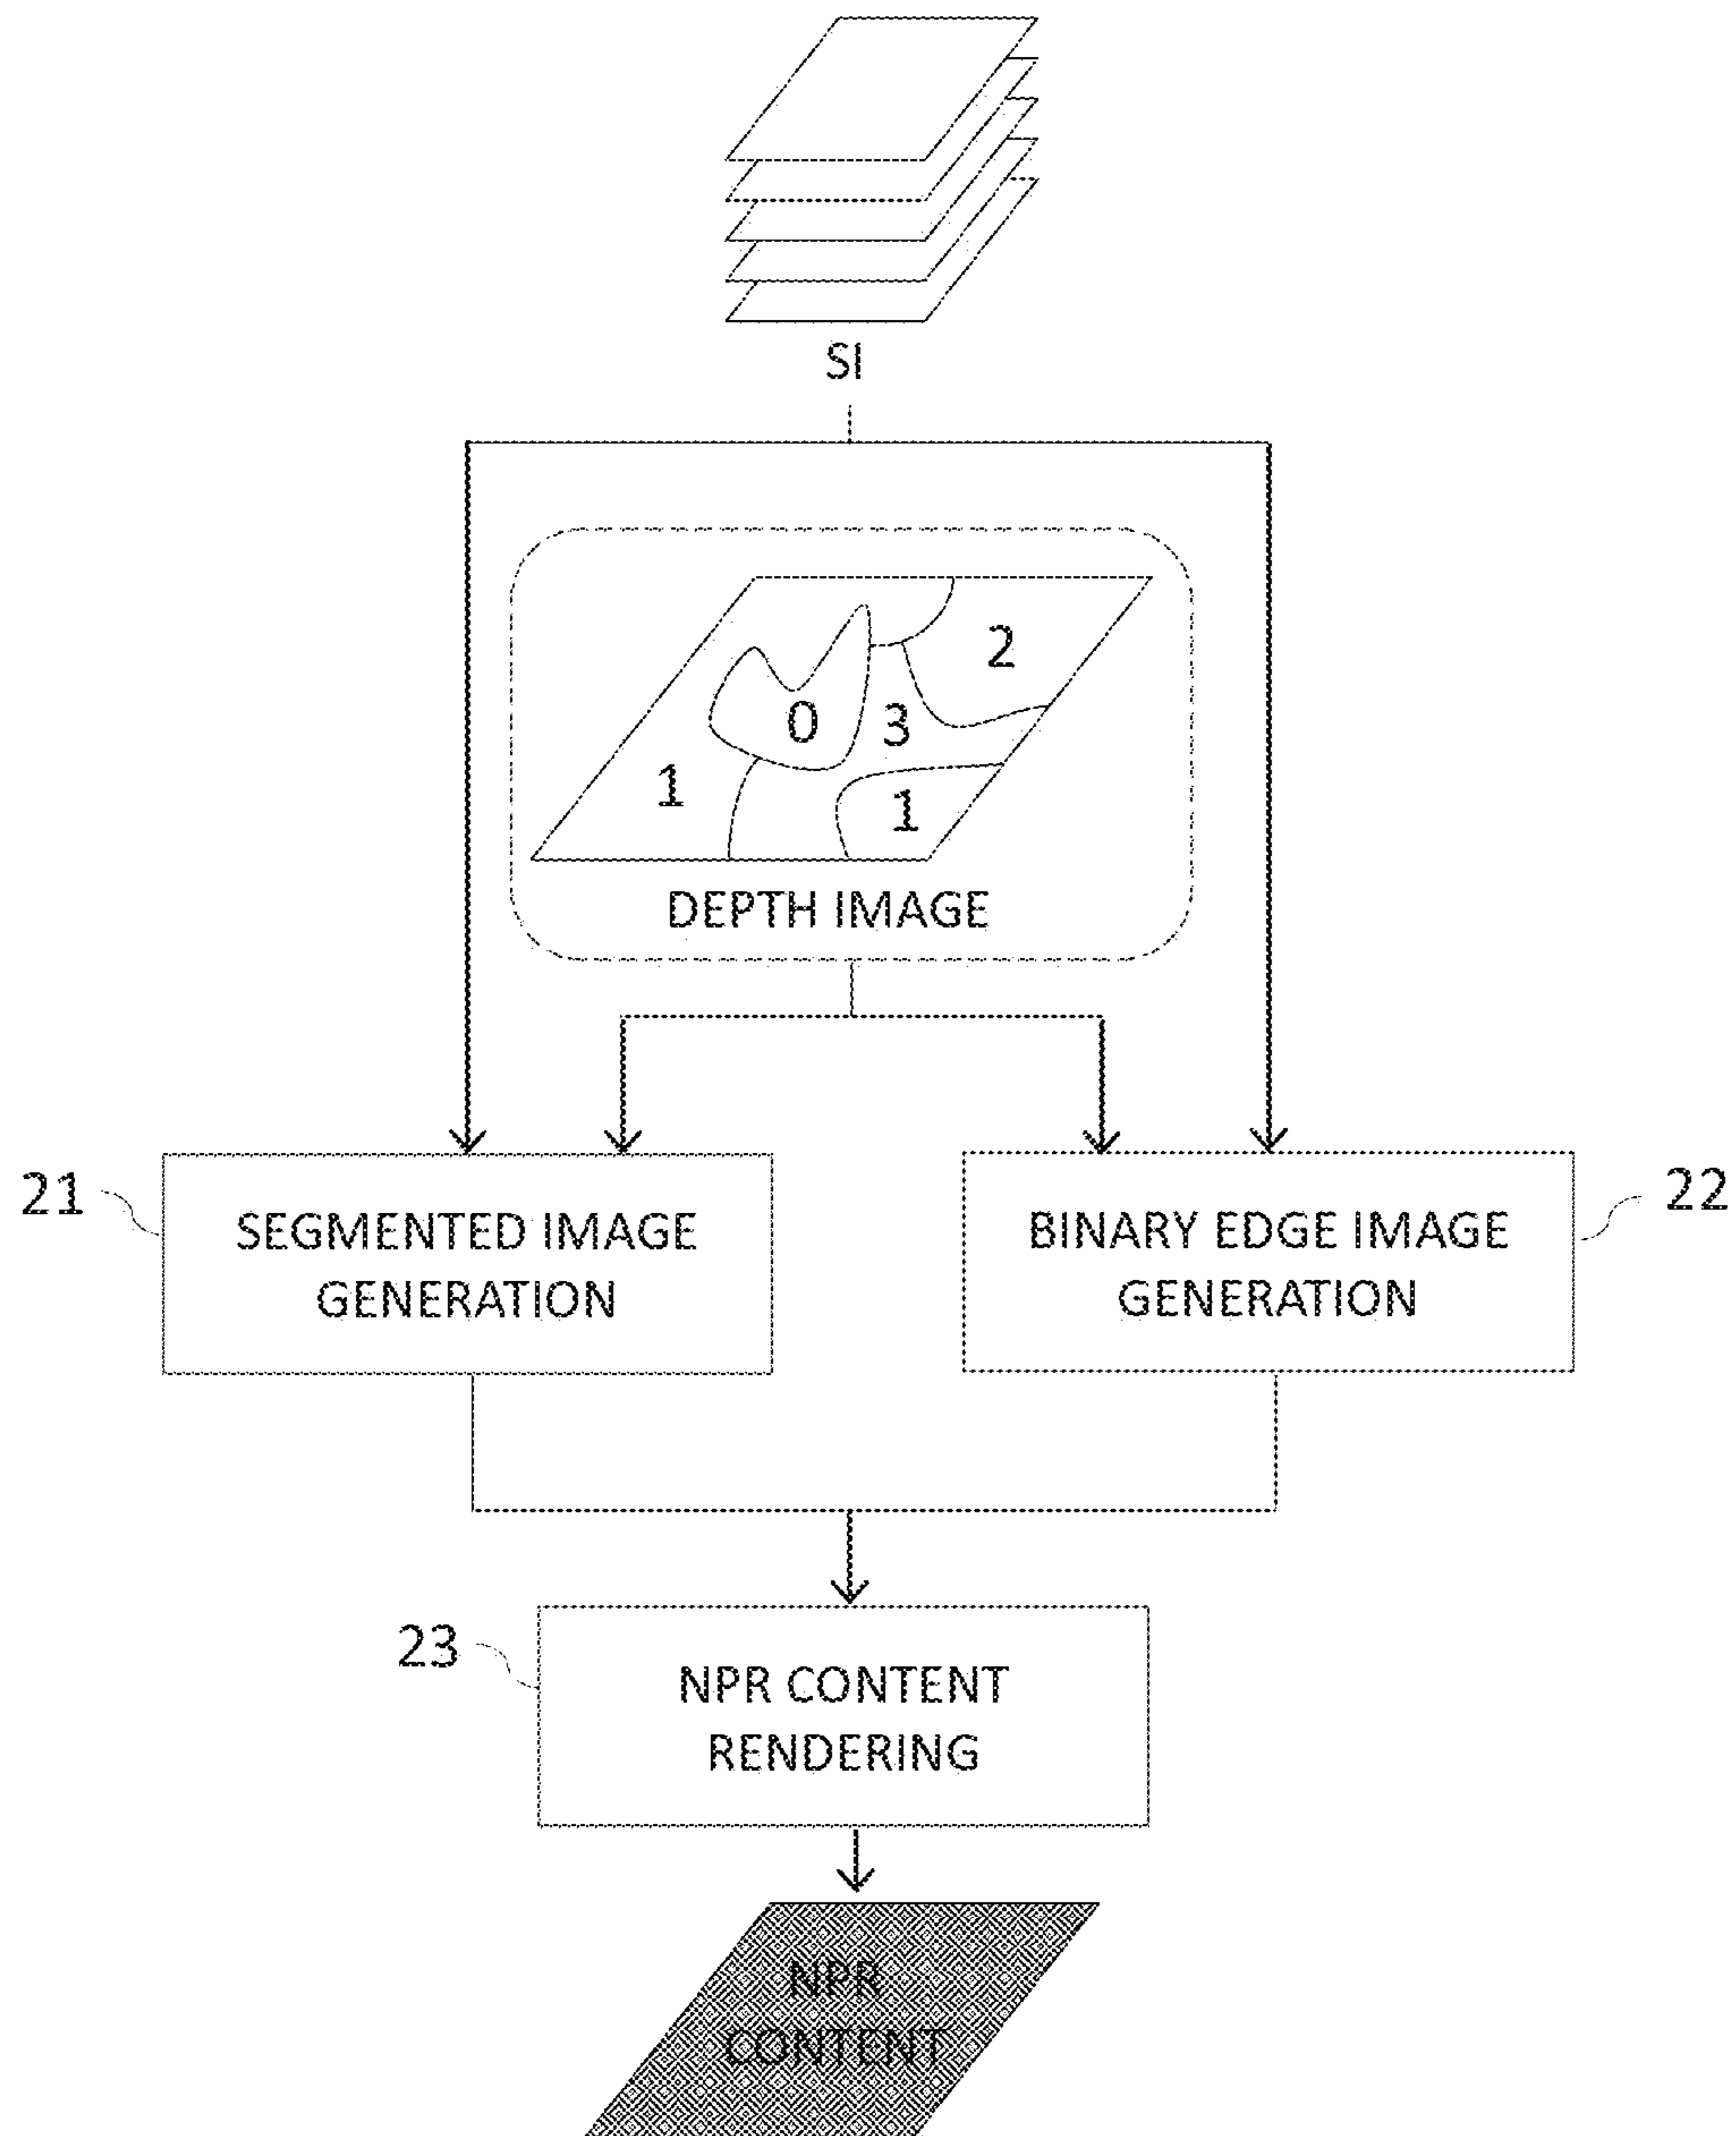 SI
2
0
3
1
1
DEPTH IMAGE
21
SEGMENTED IMAGE
GENERATION
BINARY EDGE IMAGE
GENERATION
22
23
NPR CONTENT
RENDERING
NPR
CONTENT